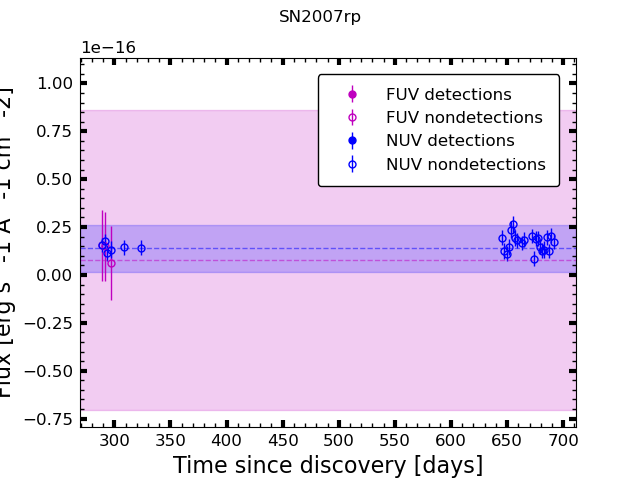 SN2007rp
1e−16
1.00
0.75
0.50
0.25
0.00
−0.25
−0.50
−0.75
300
350
400
450
500
550
600
650
700
Time since discovery [days]
Flux [erg s -1 A -1 cm -2]
FUV detections
FUV nondetections
NUV detections
NUV nondetections